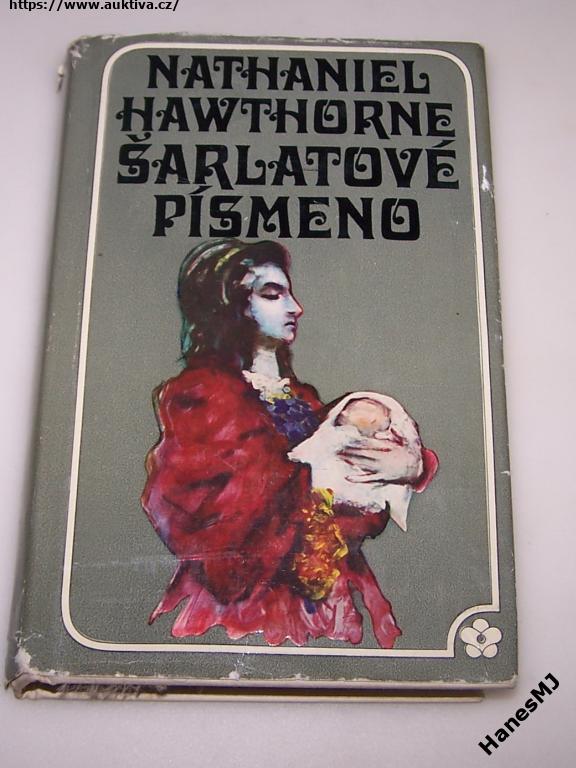 https://www.auktiva.cz/
NATHANIEL
HAWTHORNE
ŠARLATOVÉ
PÍSMENO
HanesMJ